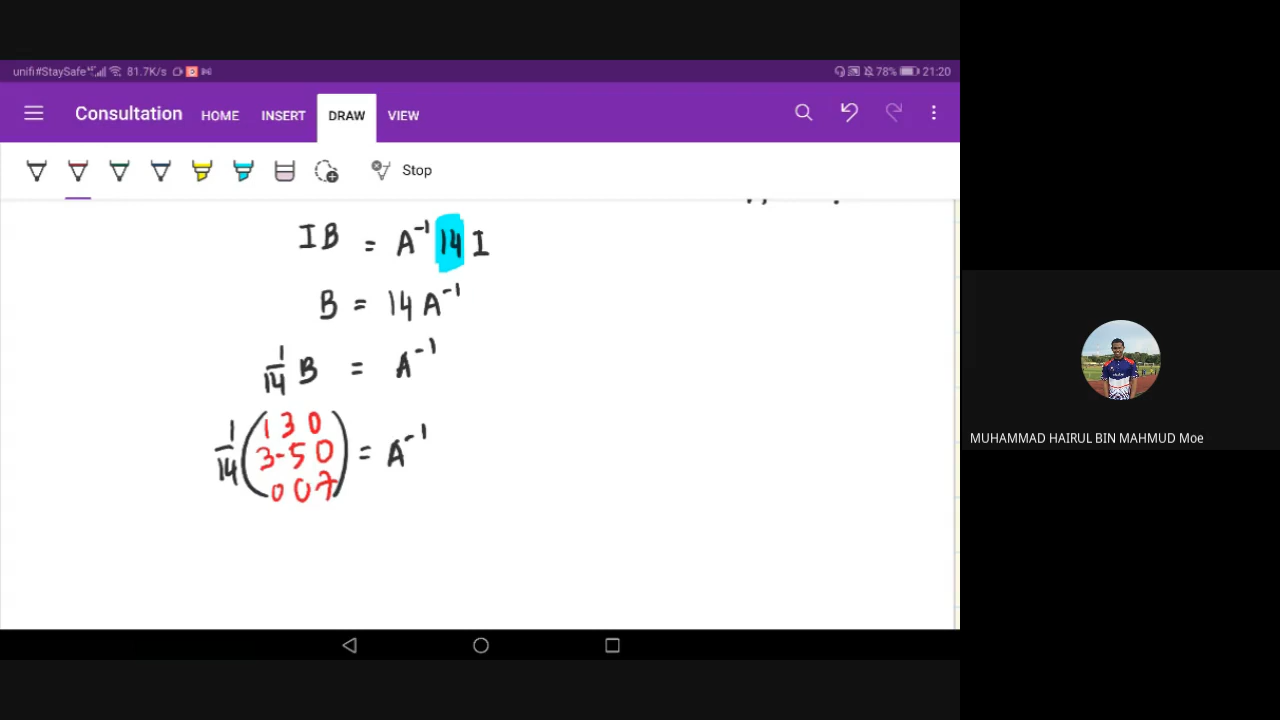 unifi#StaySafe 81.7K/s 78% 21:20
Consultation HOME INSERT DRAW VIEW
Stop
IB = A⁻¹ 14 I
B = 14 A⁻¹
1/14 B = A⁻¹
1/14 (1 3 0
3 -5 0
0 0 7) = A⁻¹
MUHAMMAD HAIRUL BIN MAHMUD Moe